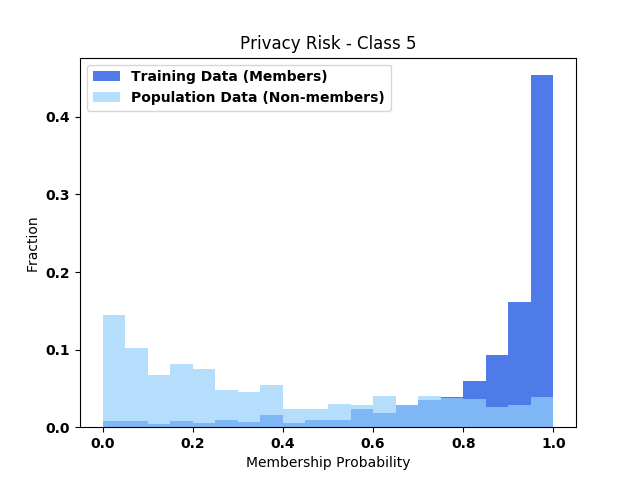 Privacy Risk - Class 5
Training Data (Members)
Population Data (Non-members)
Fraction
0.4
0.3
0.2
0.1
0.0
0.0 0.2 0.4 0.6 0.8 1.0
Membership Probability